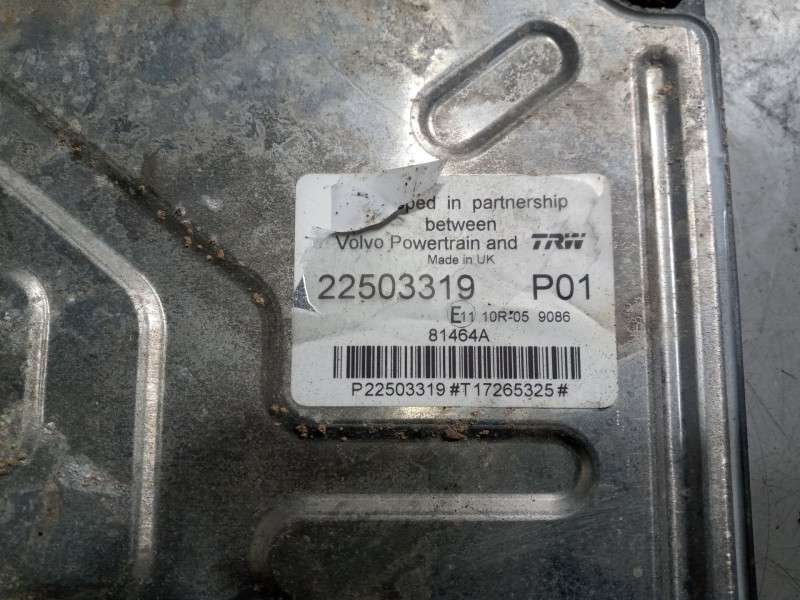 ped in partnership
between
Volvo Powertrain and TRW
Made in UK
22503319 P01
E11 10R-05 9086
81464A
P22503319#T17265325#